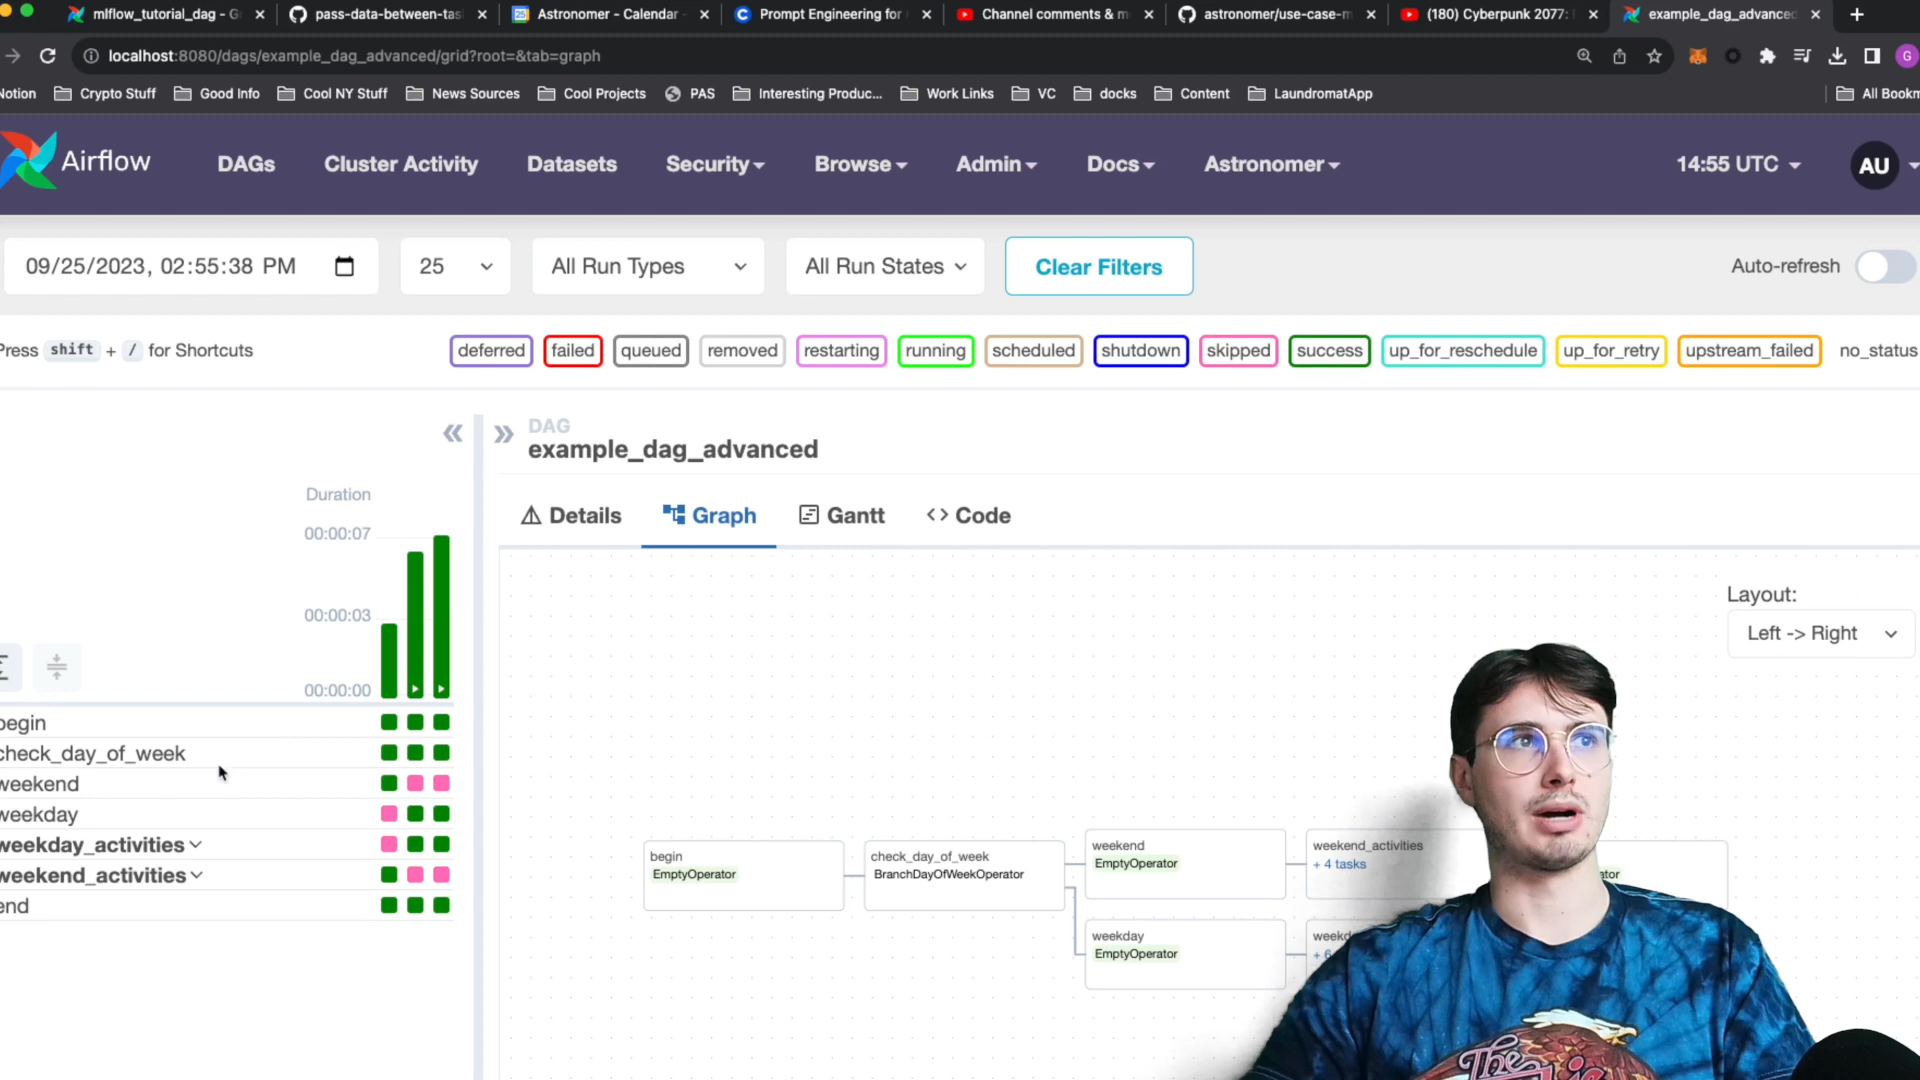 mlflow_tutorial_dag - G
pass-data-between-tas
Astronomer - Calendar
Prompt Engineering for
Channel comments & m
astronomer/use-case-m
(180) Cyberpunk 2077:
example_dag_advanced
localhost:8080/dags/example_dag_advanced/grid?root=&tab=graph
G
Notion
Crypto Stuff
Good Info
Cool NY Stuff
News Sources
Cool Projects
PAS
Interesting Produc...
Work Links
VC
docks
Content
LaundromatApp
All Bookm
Airflow
DAGs
Cluster Activity
Datasets
Security
Browse
Admin
Docs
Astronomer
14:55 UTC
AU
09/25/2023, 02:55:38 PM
25
All Run Types
All Run States
Clear Filters
Auto-refresh
Press shift + / for Shortcuts
deferred
failed
queued
removed
restarting
running
scheduled
shutdown
skipped
success
up_for_reschedule
up_for_retry
upstream_failed
no_status
DAG
example_dag_advanced
Duration
00:00:07
00:00:03
00:00:00
begin
check_day_of_week
weekend
weekday
weekday_activities
weekend_activities
end
Details
Graph
Gantt
Code
Layout:
Left -> Right
begin
EmptyOperator
check_day_of_week
BranchDayOfWeekOperator
weekend
EmptyOperator
weekend_activities
+ 4 tasks
weekday
EmptyOperator
weekd
+ 6
ator
The